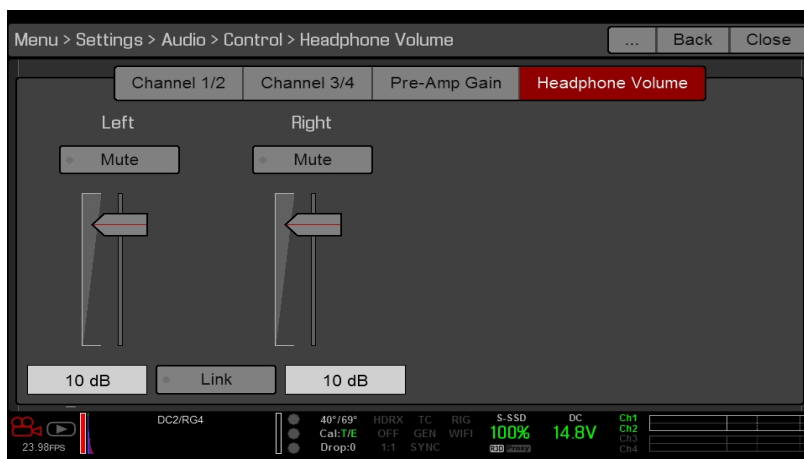 Menu > Settings > Audio > Control > Headphone Volume ... Back Close
Channel 1/2 Channel 3/4 Pre-Amp Gain Headphone Volume
Left Right
Mute Mute
10 dB Link 10 dB
DC2/RG4 40°/69° HDRX TC RIG S-SSD DC Ch1
Cal:T/E OFF GEN WIFI 100% 14.8V Ch2
Ch3
23.98FPS Drop:0 1:1 SYNC R3D Proxy Ch4